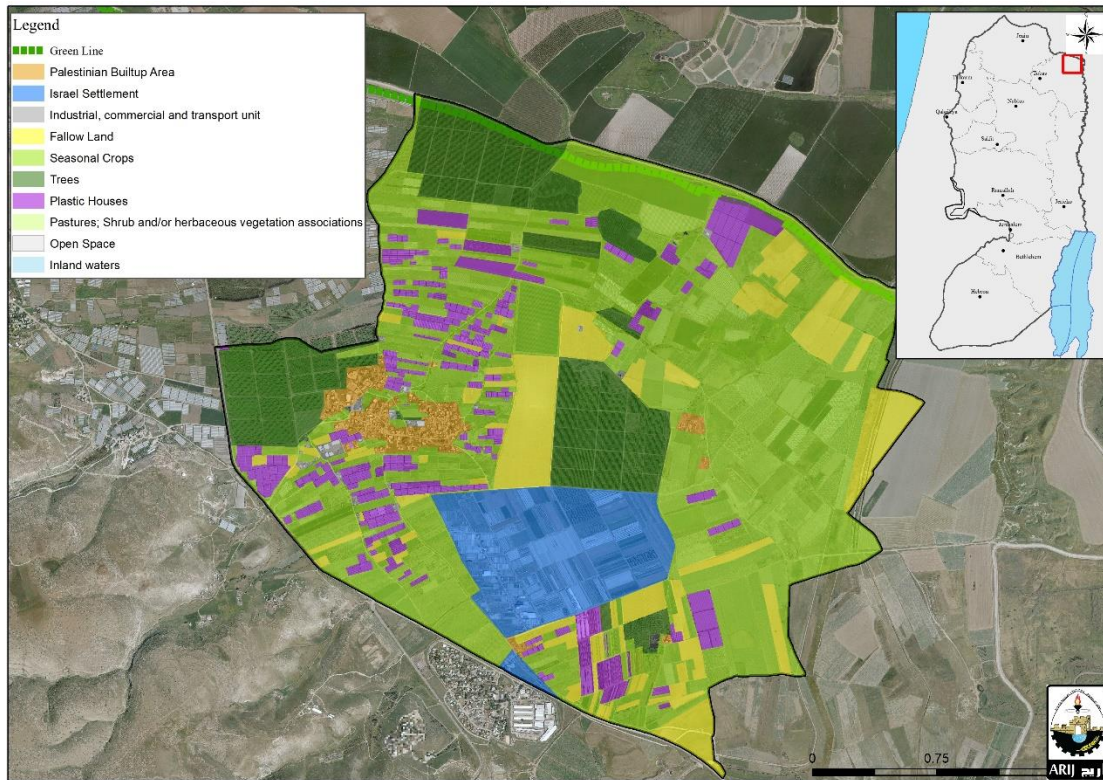 Legend
Green Line
Palestinian Builtup Area
Israel Settlement
Industrial, commercial and transport unit
Fallow Land
Seasonal Crops
Trees
Plastic Houses
Pastures; Shrub and/or herbaceous vegetation associations
Open Space
Inland waters
Jenin
Tubas
Tulkarm
Nablus
Qalqiliya
Salfit
Ramallah
Jericho
Jerusalem
Bethlehem
Hebron
0 0.75
ARIJ أريج